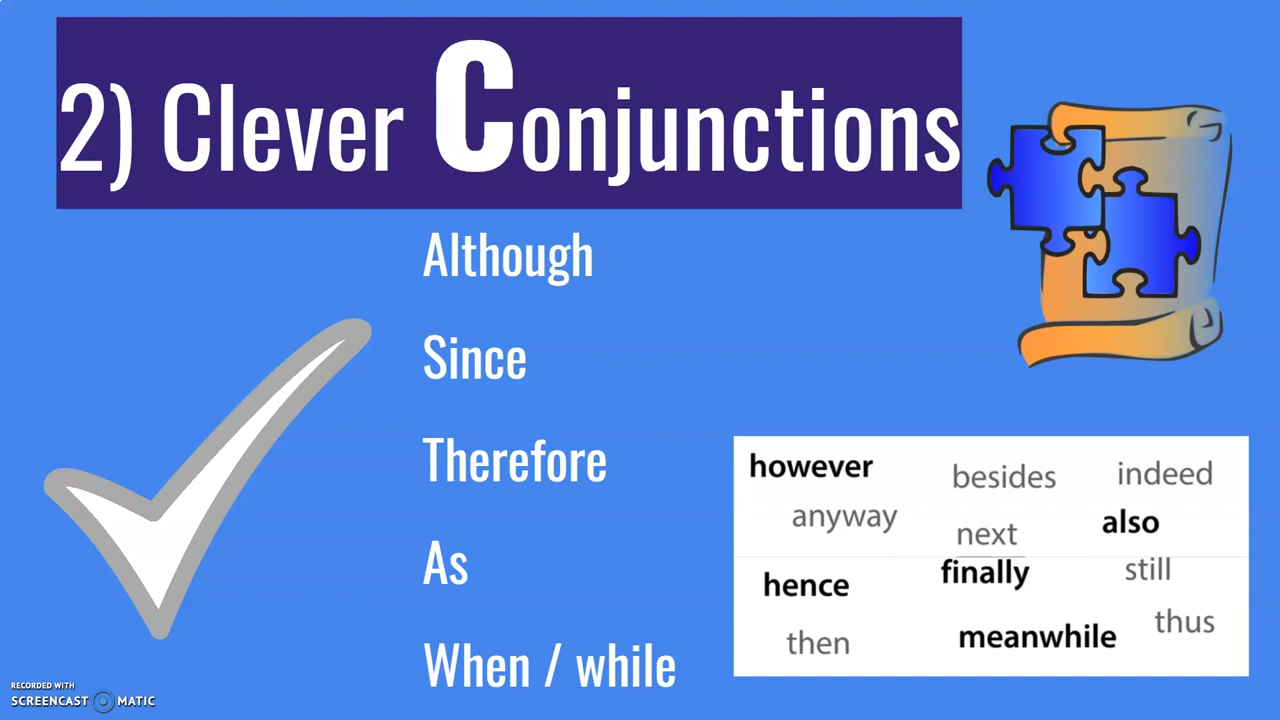 2) Clever Conjunctions
Although
Since
Therefore
As
When / while
however besides indeed
anyway next also
hence finally still
then meanwhile thus
RECORDED WITH
SCREENCAST MATIC